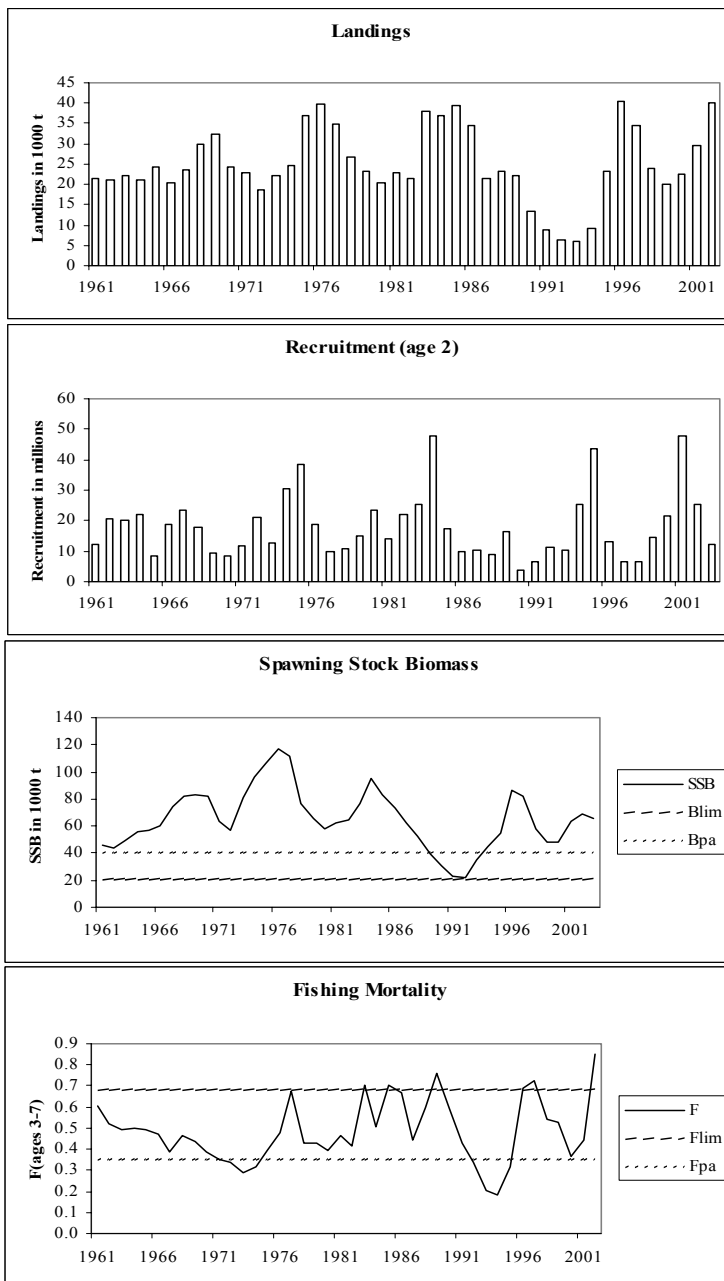 Landings
Landings in 1000 t
45
40
35
30
25
20
15
10
5
0
1961 1966 1971 1976 1981 1986 1991 1996 2001
Recruitment (age 2)
Recruitment in millions
60
50
40
30
20
10
0
1961 1966 1971 1976 1981 1986 1991 1996 2001
Spawning Stock Biomass
SSB in 1000 t
140
120
100
80
60
40
20
0
1961 1966 1971 1976 1981 1986 1991 1996 2001
SSB
Blim
Bpa
Fishing Mortality
F(ages 3-7)
0.9
0.8
0.7
0.6
0.5
0.4
0.3
0.2
0.1
0.0
1961 1966 1971 1976 1981 1986 1991 1996 2001
F
Flim
Fpa